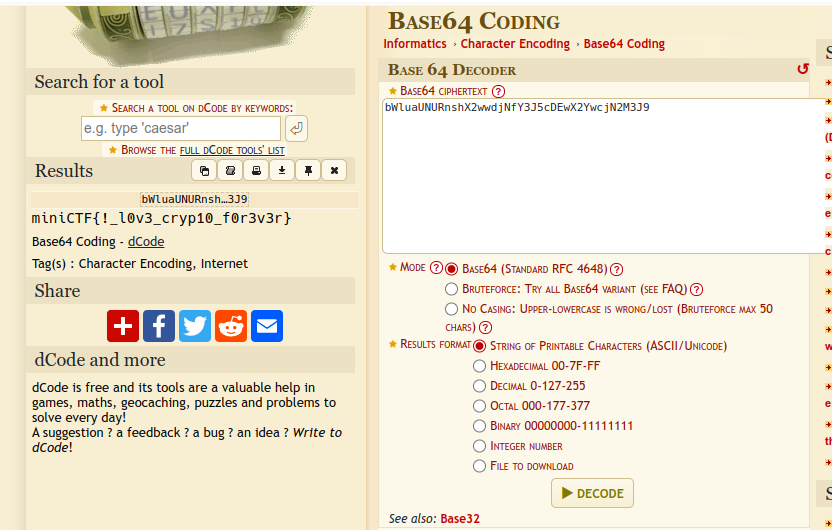 Search for a tool
★ Search a tool on dCode by keywords:
e.g. type 'caesar'
★ Browse the full dCode tools' list
Results
bWluaUNURnsh…3J9
miniCTF{!_l0v3_cryp10_f0r3v3r}
Base64 Coding - dCode
Tag(s) : Character Encoding, Internet
Share
dCode and more
dCode is free and its tools are a valuable help in
games, maths, geocaching, puzzles and problems to
solve every day!
A suggestion ? a feedback ? a bug ? an idea ? Write to
dCode!
Base64 Coding
Informatics › Character Encoding › Base64 Coding
Base 64 Decoder
★ Base64 ciphertext ?
bWluaUNURnshX2wwdjNfY3J5cDEwX2YwcjN2M3J9
★ Mode ? Base64 (Standard RFC 4648) ?
Bruteforce: Try all Base64 variant (see FAQ) ?
No Casing: Upper-lowercase is wrong/lost (Bruteforce max 50
chars) ?
★ Results format String of Printable Characters (ASCII/Unicode)
Hexadecimal 00-7F-FF
Decimal 0-127-255
Octal 000-177-377
Binary 00000000-11111111
Integer number
File to download
▶ DECODE
See also: Base32